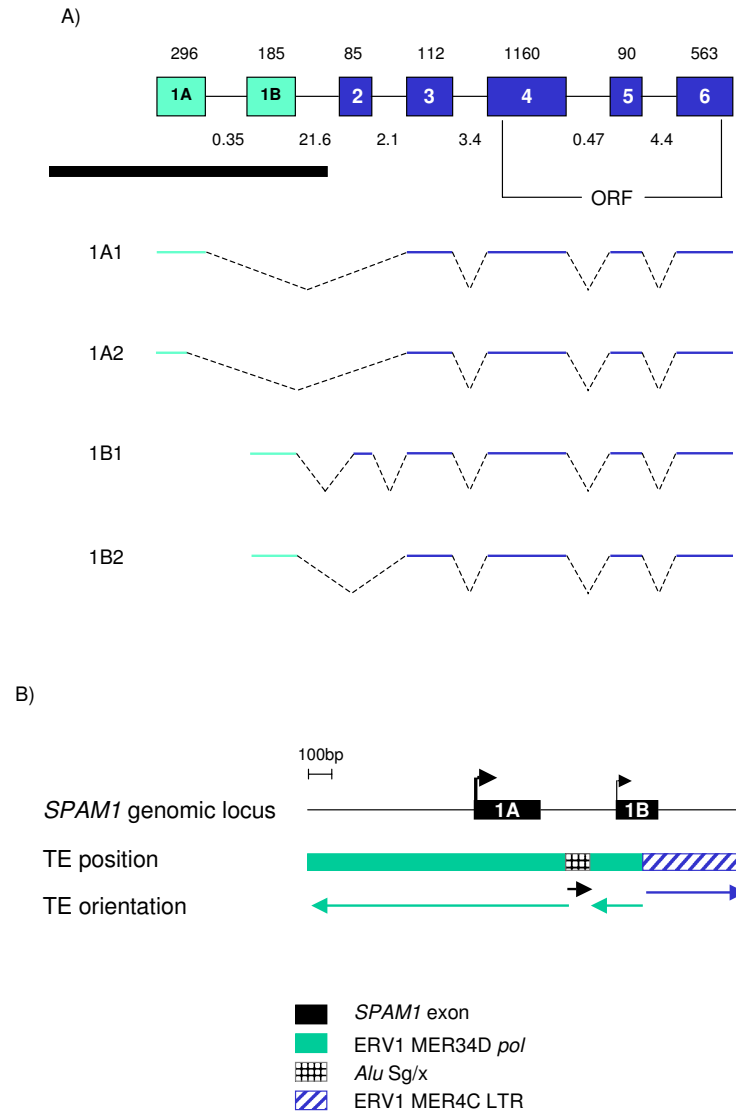 A)
296 185 85 112 1160 90 563
1A 1B 2 3 4 5 6
0.35 21.6 2.1 3.4 0.47 4.4
ORF
1A1
1A2
1B1
1B2
B)
100bp
SPAM1 genomic locus
1A 1B
TE position
TE orientation
SPAM1 exon
ERV1 MER34D pol
Alu Sg/x
ERV1 MER4C LTR